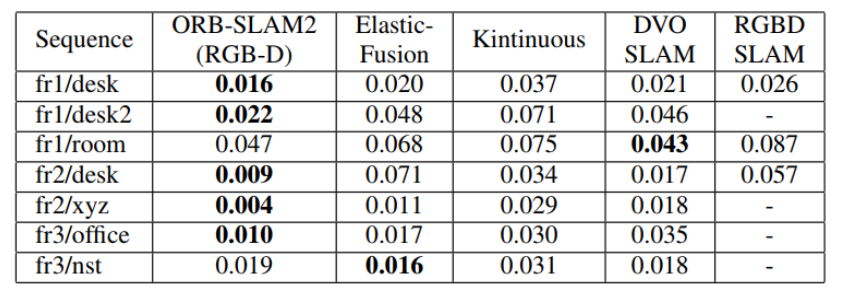 Sequence ORB-SLAM2 (RGB-D) Elastic-Fusion Kintinuous DVO SLAM RGBD SLAM
fr1/desk 0.016 0.020 0.037 0.021 0.026
fr1/desk2 0.022 0.048 0.071 0.046 -
fr1/room 0.047 0.068 0.075 0.043 0.087
fr2/desk 0.009 0.071 0.034 0.017 0.057
fr2/xyz 0.004 0.011 0.029 0.018 -
fr3/office 0.010 0.017 0.030 0.035 -
fr3/nst 0.019 0.016 0.031 0.018 -